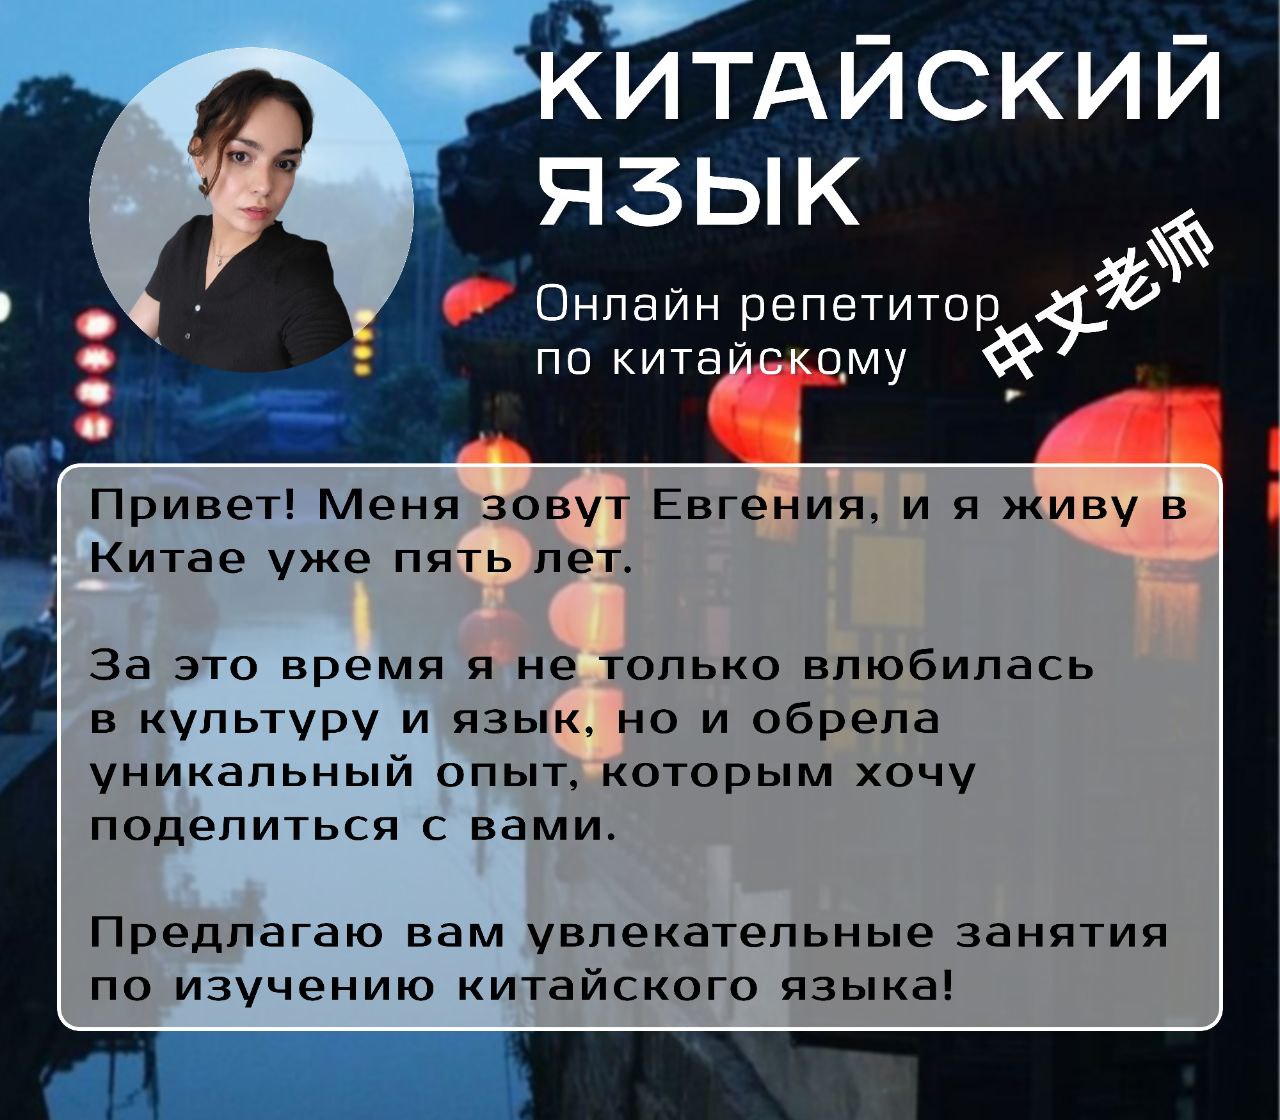 КИТАЙСКИЙ
ЯЗЫК
Онлайн репетитор
по китайскому
中文老师
Привет! Меня зовут Евгения, и я живу в
Китае уже пять лет.
За это время я не только влюбилась
в культуру и язык, но и обрела
уникальный опыт, которым хочу
поделиться с вами.
Предлагаю вам увлекательные занятия
по изучению китайского языка!